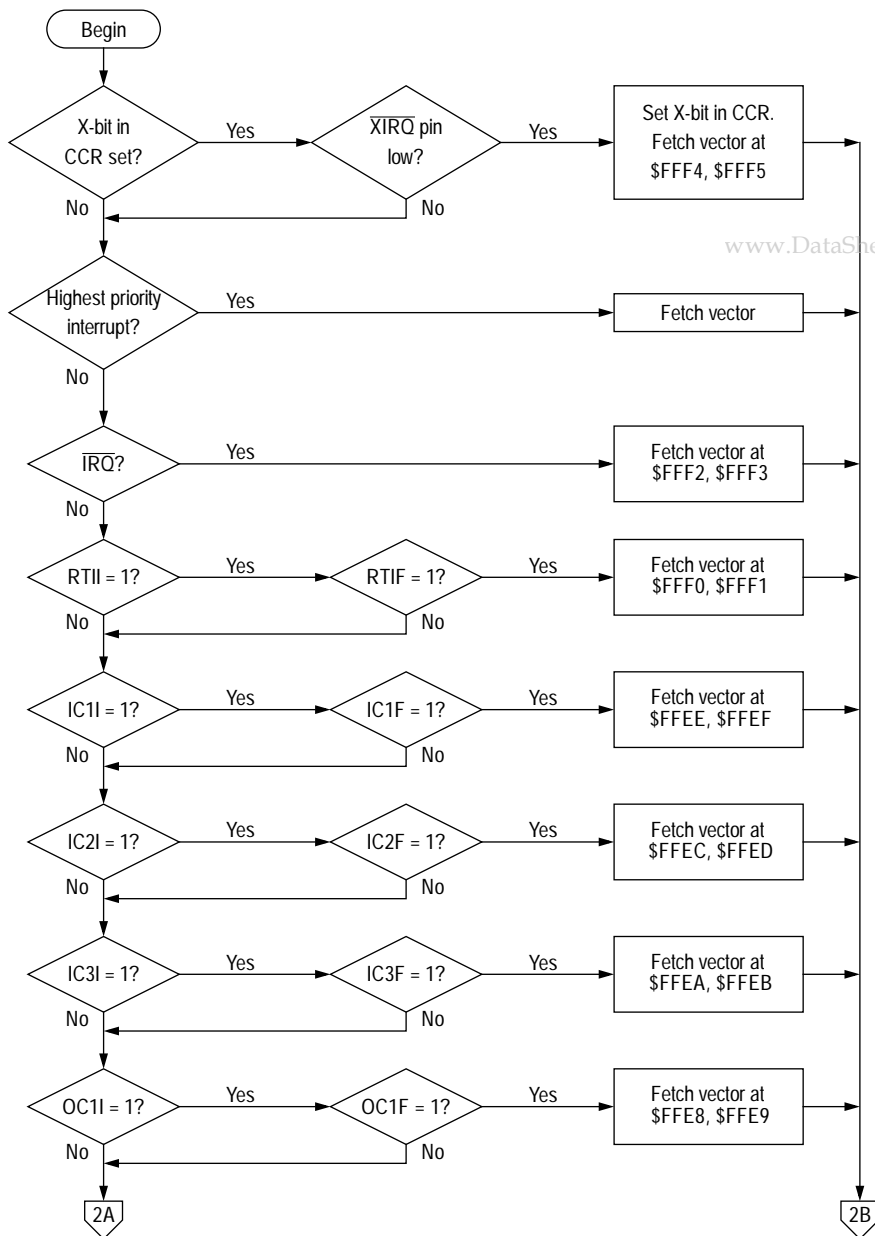 Begin
X-bit in
CCR set?
Yes
XIRQ pin
low?
Yes
Set X-bit in CCR.
Fetch vector at
$FFF4, $FFF5
No
No
www.DataShe
Highest priority
interrupt?
Yes
Fetch vector
No
IRQ?
Yes
Fetch vector at
$FFF2, $FFF3
No
RTII = 1?
Yes
RTIF = 1?
Yes
Fetch vector at
$FFF0, $FFF1
No
No
IC1I = 1?
Yes
IC1F = 1?
Yes
Fetch vector at
$FFEE, $FFEF
No
No
IC2I = 1?
Yes
IC2F = 1?
Yes
Fetch vector at
$FFEC, $FFED
No
No
IC3I = 1?
Yes
IC3F = 1?
Yes
Fetch vector at
$FFEA, $FFEB
No
No
OC1I = 1?
Yes
OC1F = 1?
Yes
Fetch vector at
$FFE8, $FFE9
No
No
2A
2B